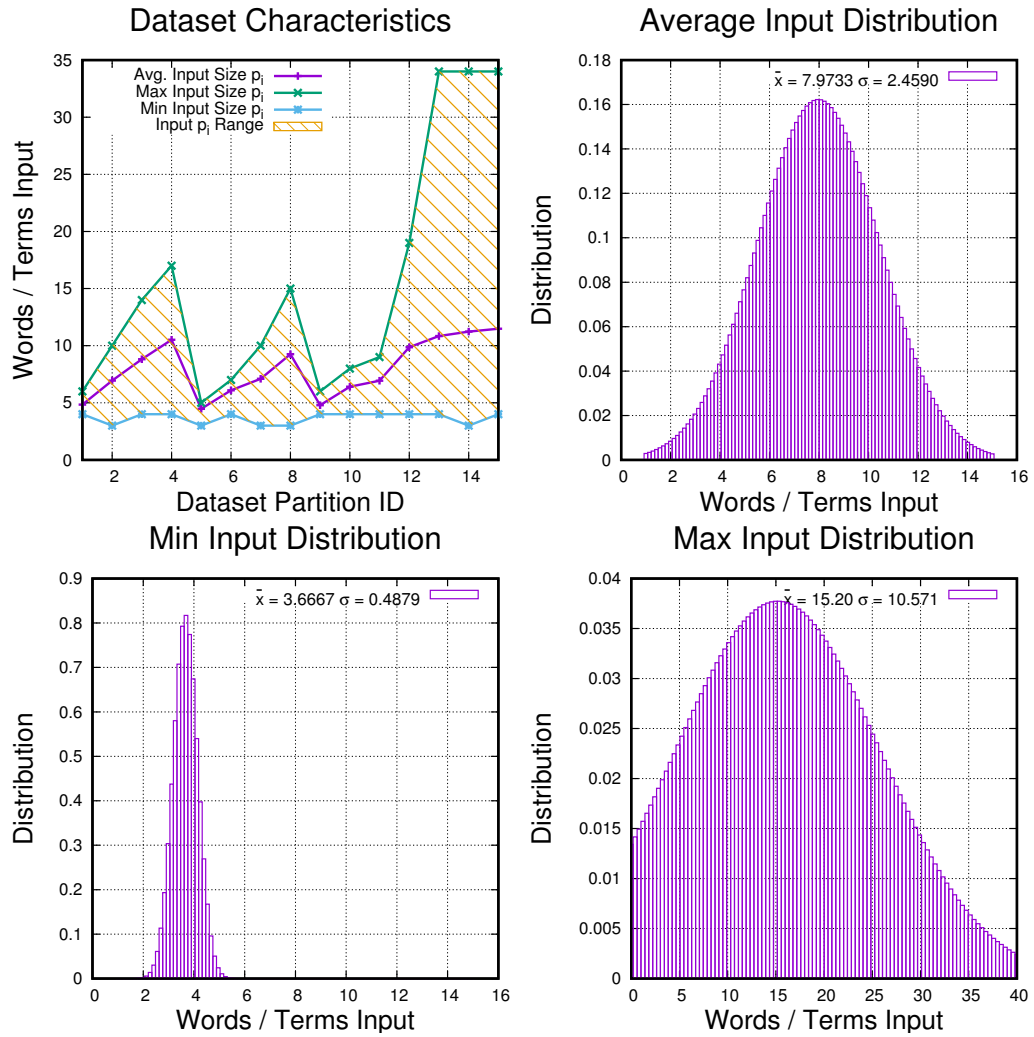 Dataset Characteristics
35
30
25
20
15
10
5
0
Words / Terms Input
Avg. Input Size pi
Max Input Size pi
Min Input Size pi
Input pi Range
2 4 6 8 10 12 14
Dataset Partition ID
Average Input Distribution
0.18
0.16
0.14
0.12
0.1
0.08
0.06
0.04
0.02
0
Distribution
x̄ = 7.9733 σ = 2.4590
0 2 4 6 8 10 12 14 16
Words / Terms Input
Min Input Distribution
0.9
0.8
0.7
0.6
0.5
0.4
0.3
0.2
0.1
0
Distribution
x̄ = 3.6667 σ = 0.4879
0 2 4 6 8 10 12 14 16
Words / Terms Input
Max Input Distribution
0.04
0.035
0.03
0.025
0.02
0.015
0.01
0.005
0
Distribution
x̄ = 15.20 σ = 10.571
0 5 10 15 20 25 30 35 40
Words / Terms Input